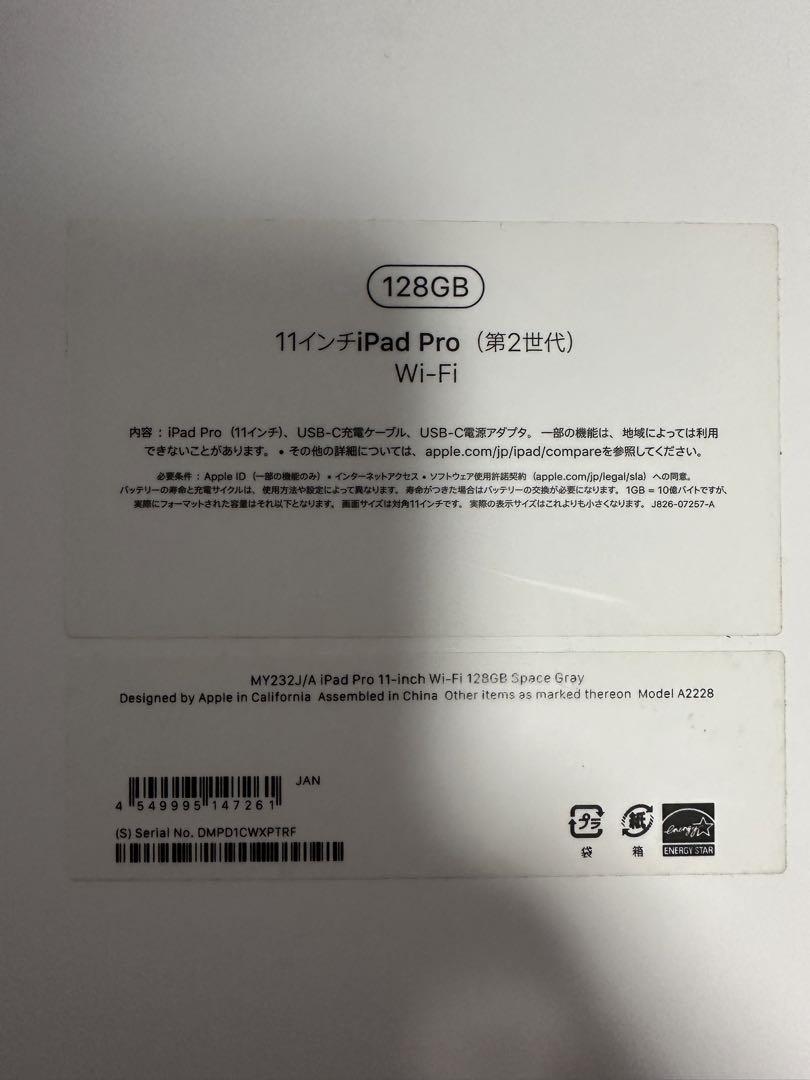 128GB
11インチiPad Pro（第2世代）
Wi-Fi
内容：iPad Pro（11インチ）、USB-C充電ケーブル、USB-C電源アダプタ。一部の機能は、地域によっては利用
できないことがあります。• その他の詳細については、apple.com/jp/ipad/compareを参照してください。
必要条件：Apple ID（一部の機能のみ）• インターネットアクセス • ソフトウェア使用許諾契約（apple.com/jp/legal/sla）への同意。
バッテリーの寿命と充電サイクルは、使用方法や設定によって異なります。寿命がつきた場合はバッテリーの交換が必要になります。1GB = 10億バイトですが、
実際にフォーマットされた容量はそれ以下となります。画面サイズは対角11インチです。実際の表示サイズはこれよりも小さくなります。J826-07257-A
MY232J/A iPad Pro 11-inch Wi-Fi 128GB Space Gray
Designed by Apple in California Assembled in China Other items as marked thereon Model A2228
JAN
4 549995 147261
(S) Serial No. DMPD1CWXPTRF
プラ 紙 energy
袋 箱 ENERGY STAR